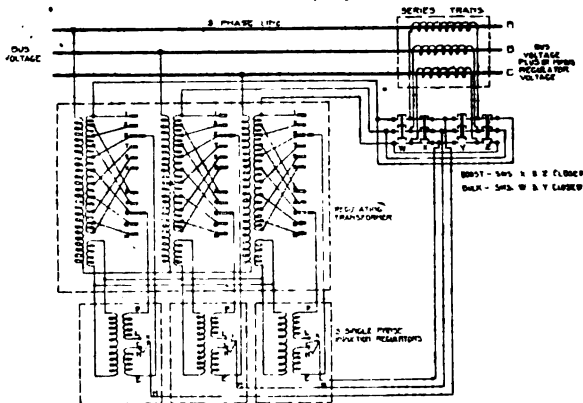 SERIES TRANS
3 PHASE LINE
A
BUS
VOLTAGE
B
C
BUS
VOLTAGE
PLUS OR MINUS
REGULATOR
VOLTAGE
W X Y Z
BOOST - SWS. X & Z CLOSED
BUCK - SWS. W & Y CLOSED
REGULATING
TRANSFORMER
3 SINGLE PHASE
INDUCTION REGULATORS